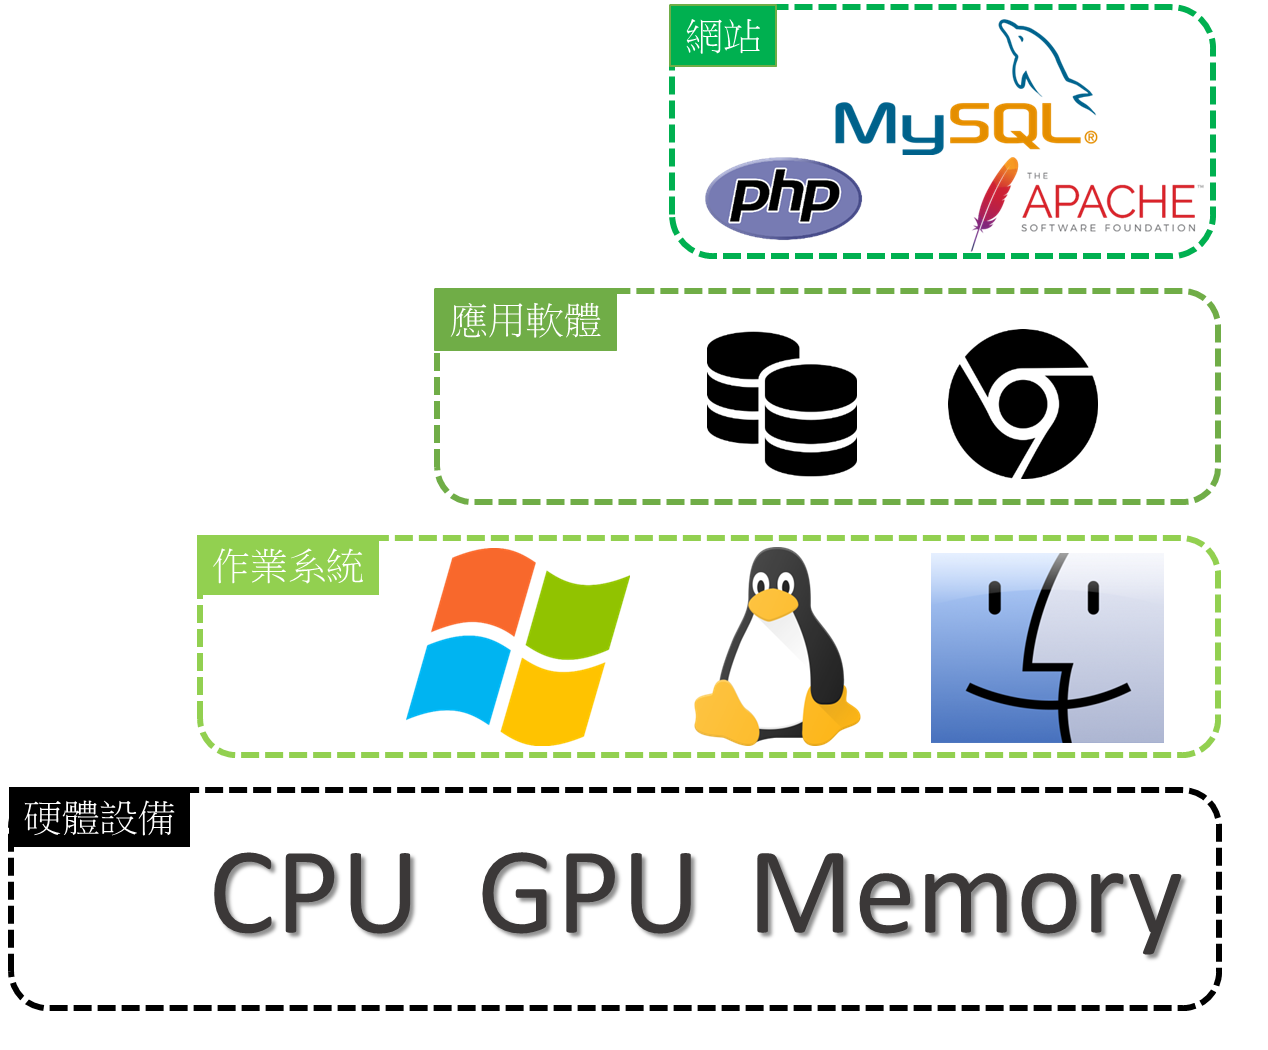 網站
MySQL®
php
THE
APACHE™
SOFTWARE FOUNDATION
應用軟體
作業系統
硬體設備
CPU GPU Memory